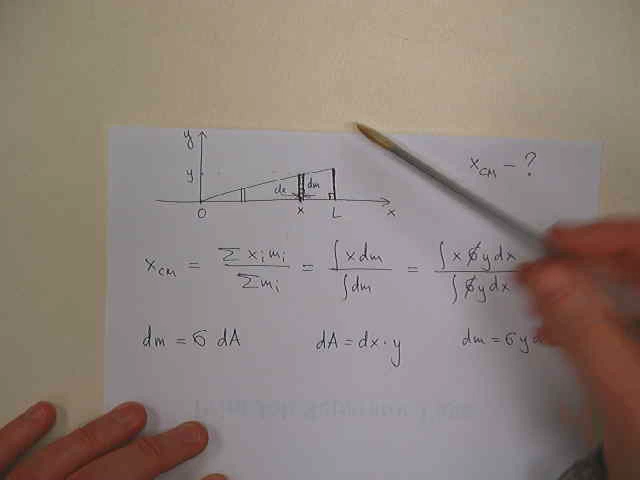 y
y dx dm
O x L x
x_CM - ?
x_CM = Σ x_i m_i / Σ m_i = ∫ x dm / ∫ dm = ∫ x σ y dx / ∫ σ y dx
dm = σ dA dA = dx · y dm = σ y